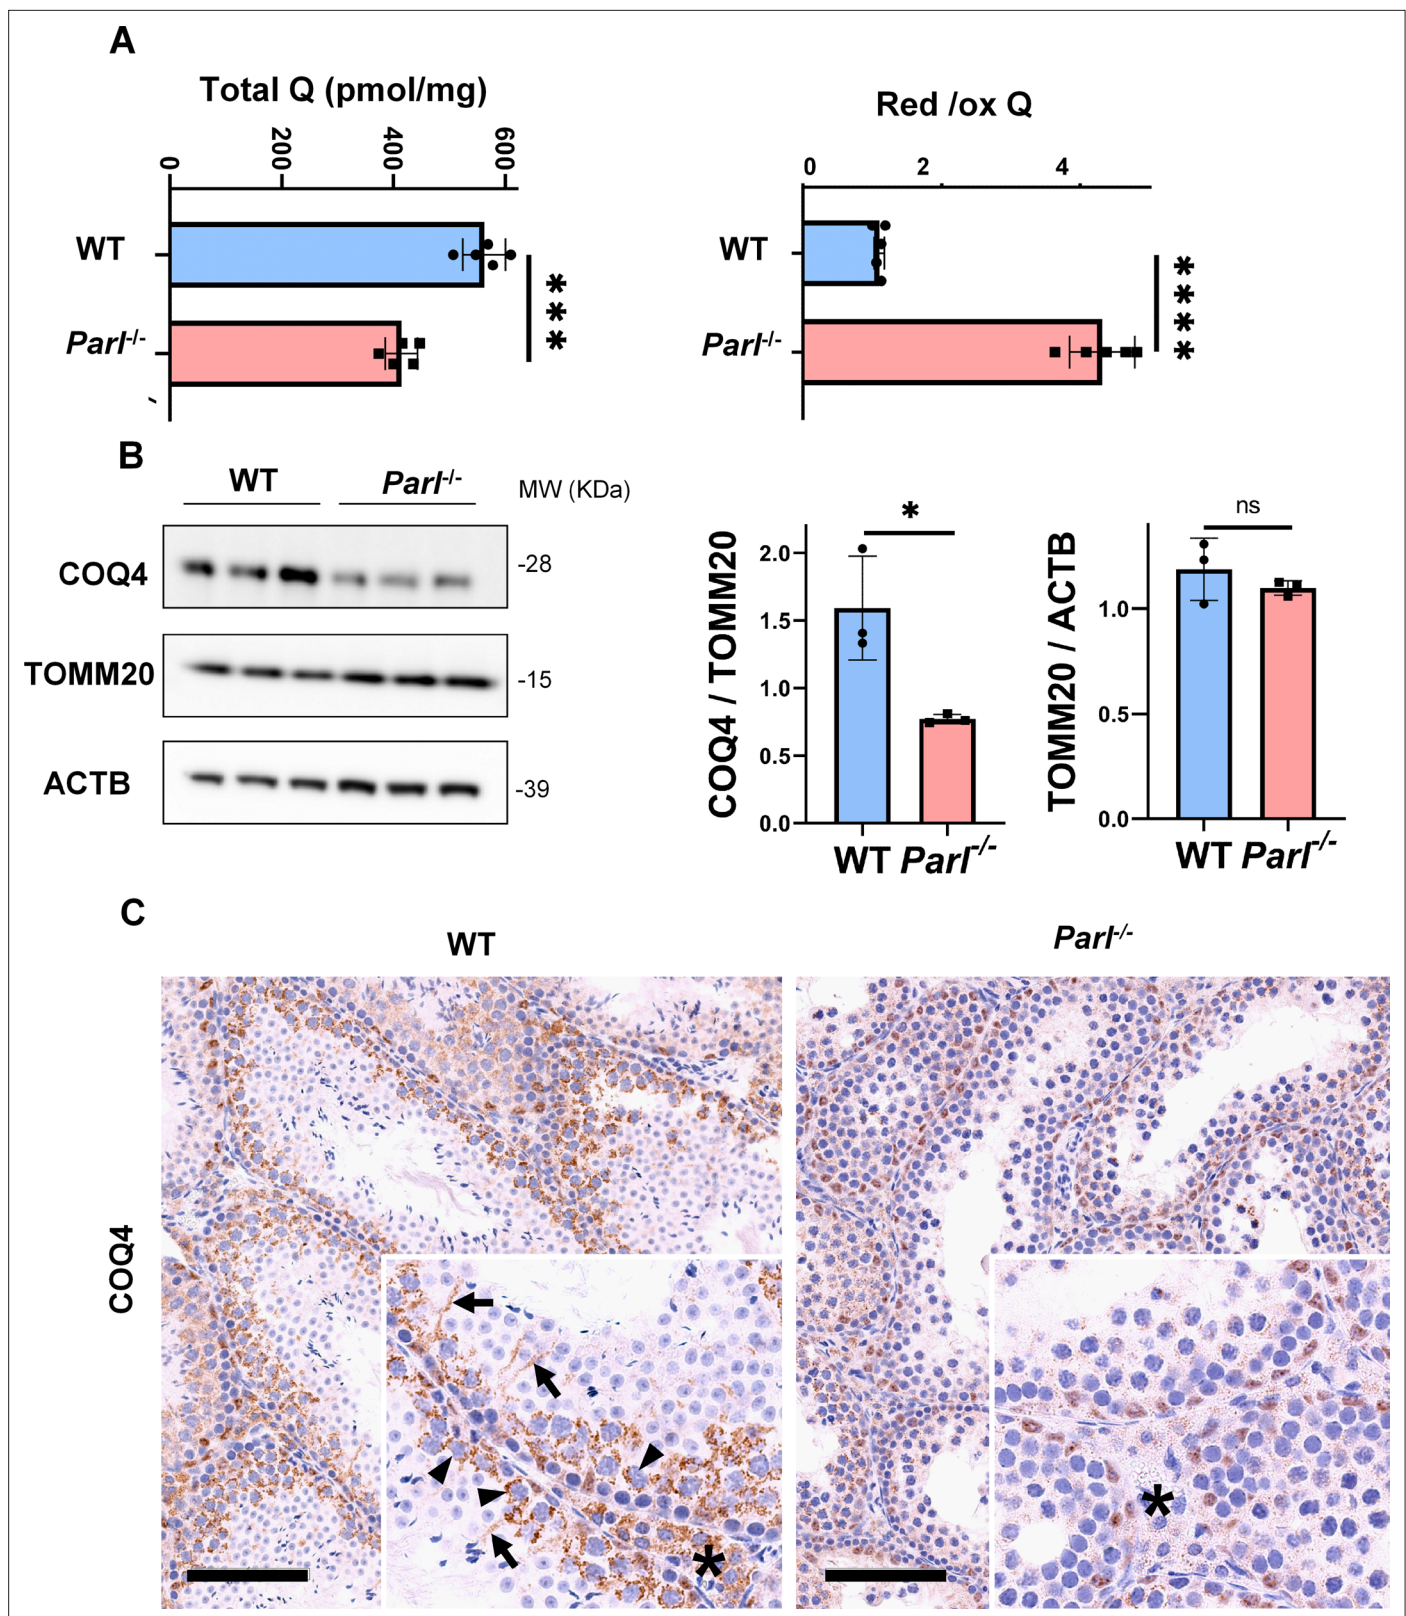 A
Total Q (pmol/mg)
0 200 400 600
WT
Parl-/-
***
Red /ox Q
0 2 4
WT
Parl-/-
****
B
WT Parl-/- MW (KDa)
COQ4 -28
TOMM20 -15
ACTB -39
COQ4 / TOMM20
2.0
1.5
1.0
0.5
0.0
*
WT Parl-/-
TOMM20 / ACTB
1.0
0.5
0.0
ns
WT Parl-/-
C
WT Parl-/-
COQ4
*
*